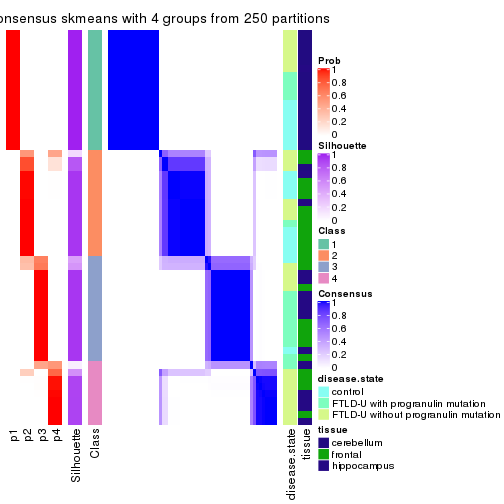 onsensus skmeans with 4 groups from 250 partitions
Prob
1
0.8
0.6
0.4
0.2
0
Silhouette
1
0.8
0.6
0.4
0.2
0
Class
1
2
3
4
Consensus
1
0.8
0.6
0.4
0.2
0
disease.state
control
FTLD-U with progranulin mutation
FTLD-U without progranulin mutation
tissue
cerebellum
frontal
hippocampus
p1
p2
p3
p4
Silhouette
Class
disease.state
tissue